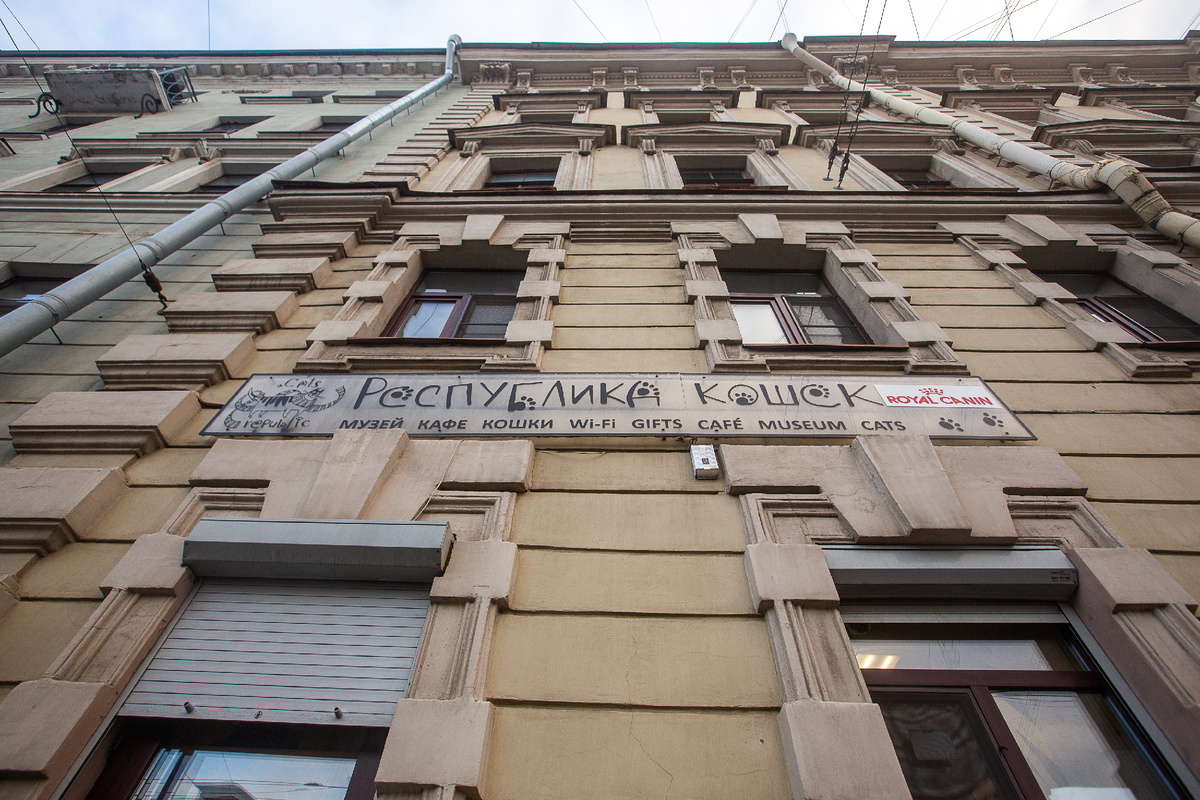 Cats
republic
РЕСПУБЛИКА КОШЕК
ROYAL CANIN
МУЗЕЙ КАФЕ КОШКИ Wi-Fi GIFTS CAFÉ MUSEUM CATS